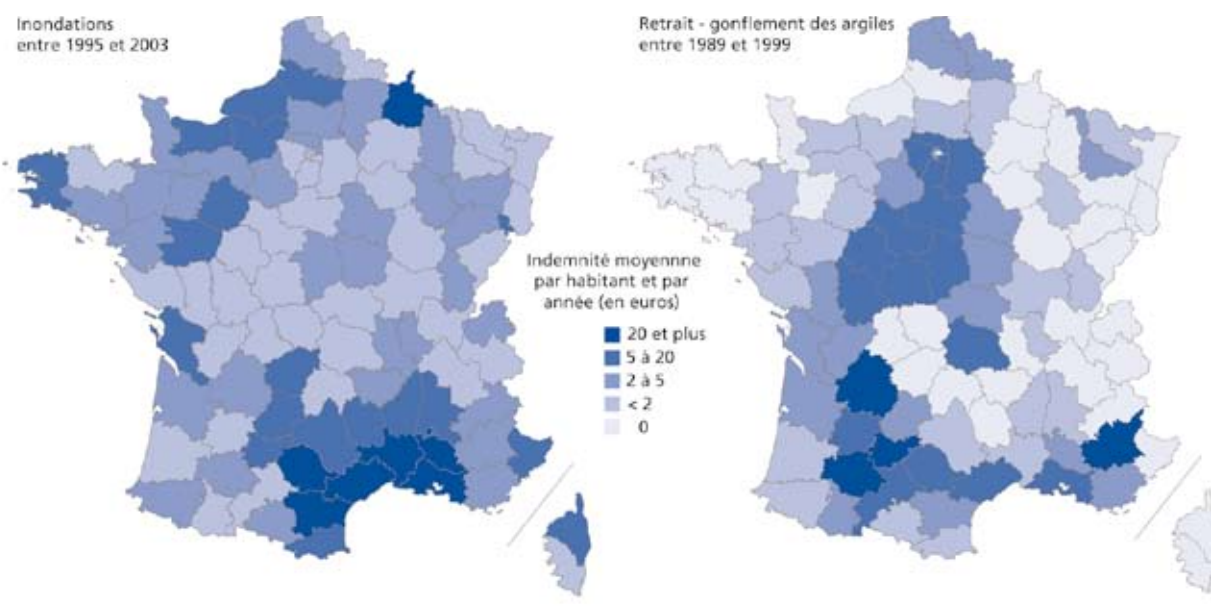 Inondations
entre 1995 et 2003
Retrait - gonflement des argiles
entre 1989 et 1999
Indemnité moyennne
par habitant et par
année (en euros)
20 et plus
5 à 20
2 à 5
< 2
0